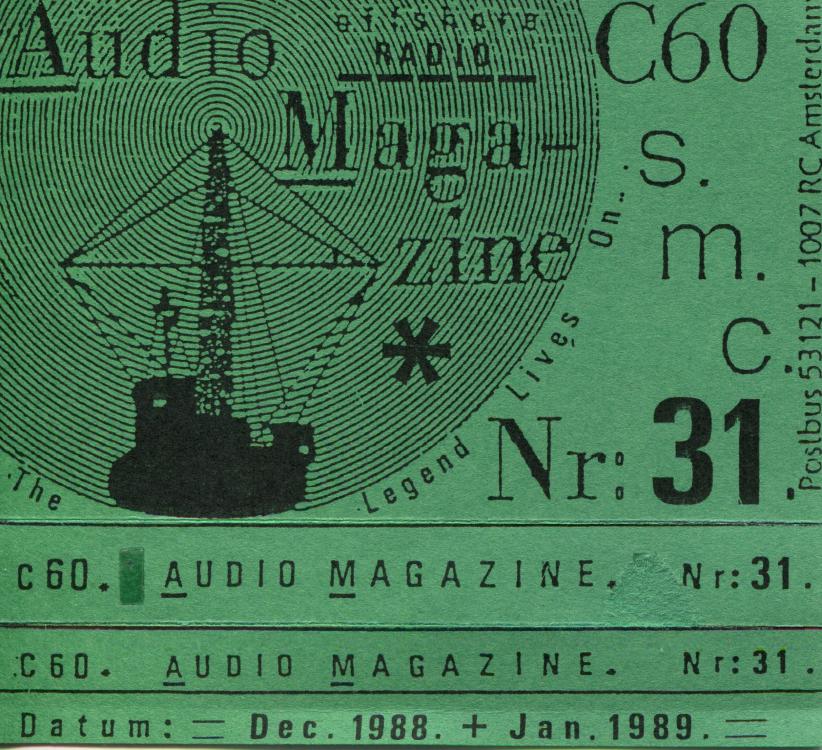 Audio
offshore
RADIO
C60
Maga-
zine
s.
m.
c.
*
The Legend Lives On..
Nr: 31.
Postbus 53121 - 1007 RC Amsterdam
c60. AUDIO MAGAZINE. Nr: 31.
C60. AUDIO MAGAZINE. Nr: 31.
Datum: = Dec. 1988. + Jan. 1989. =